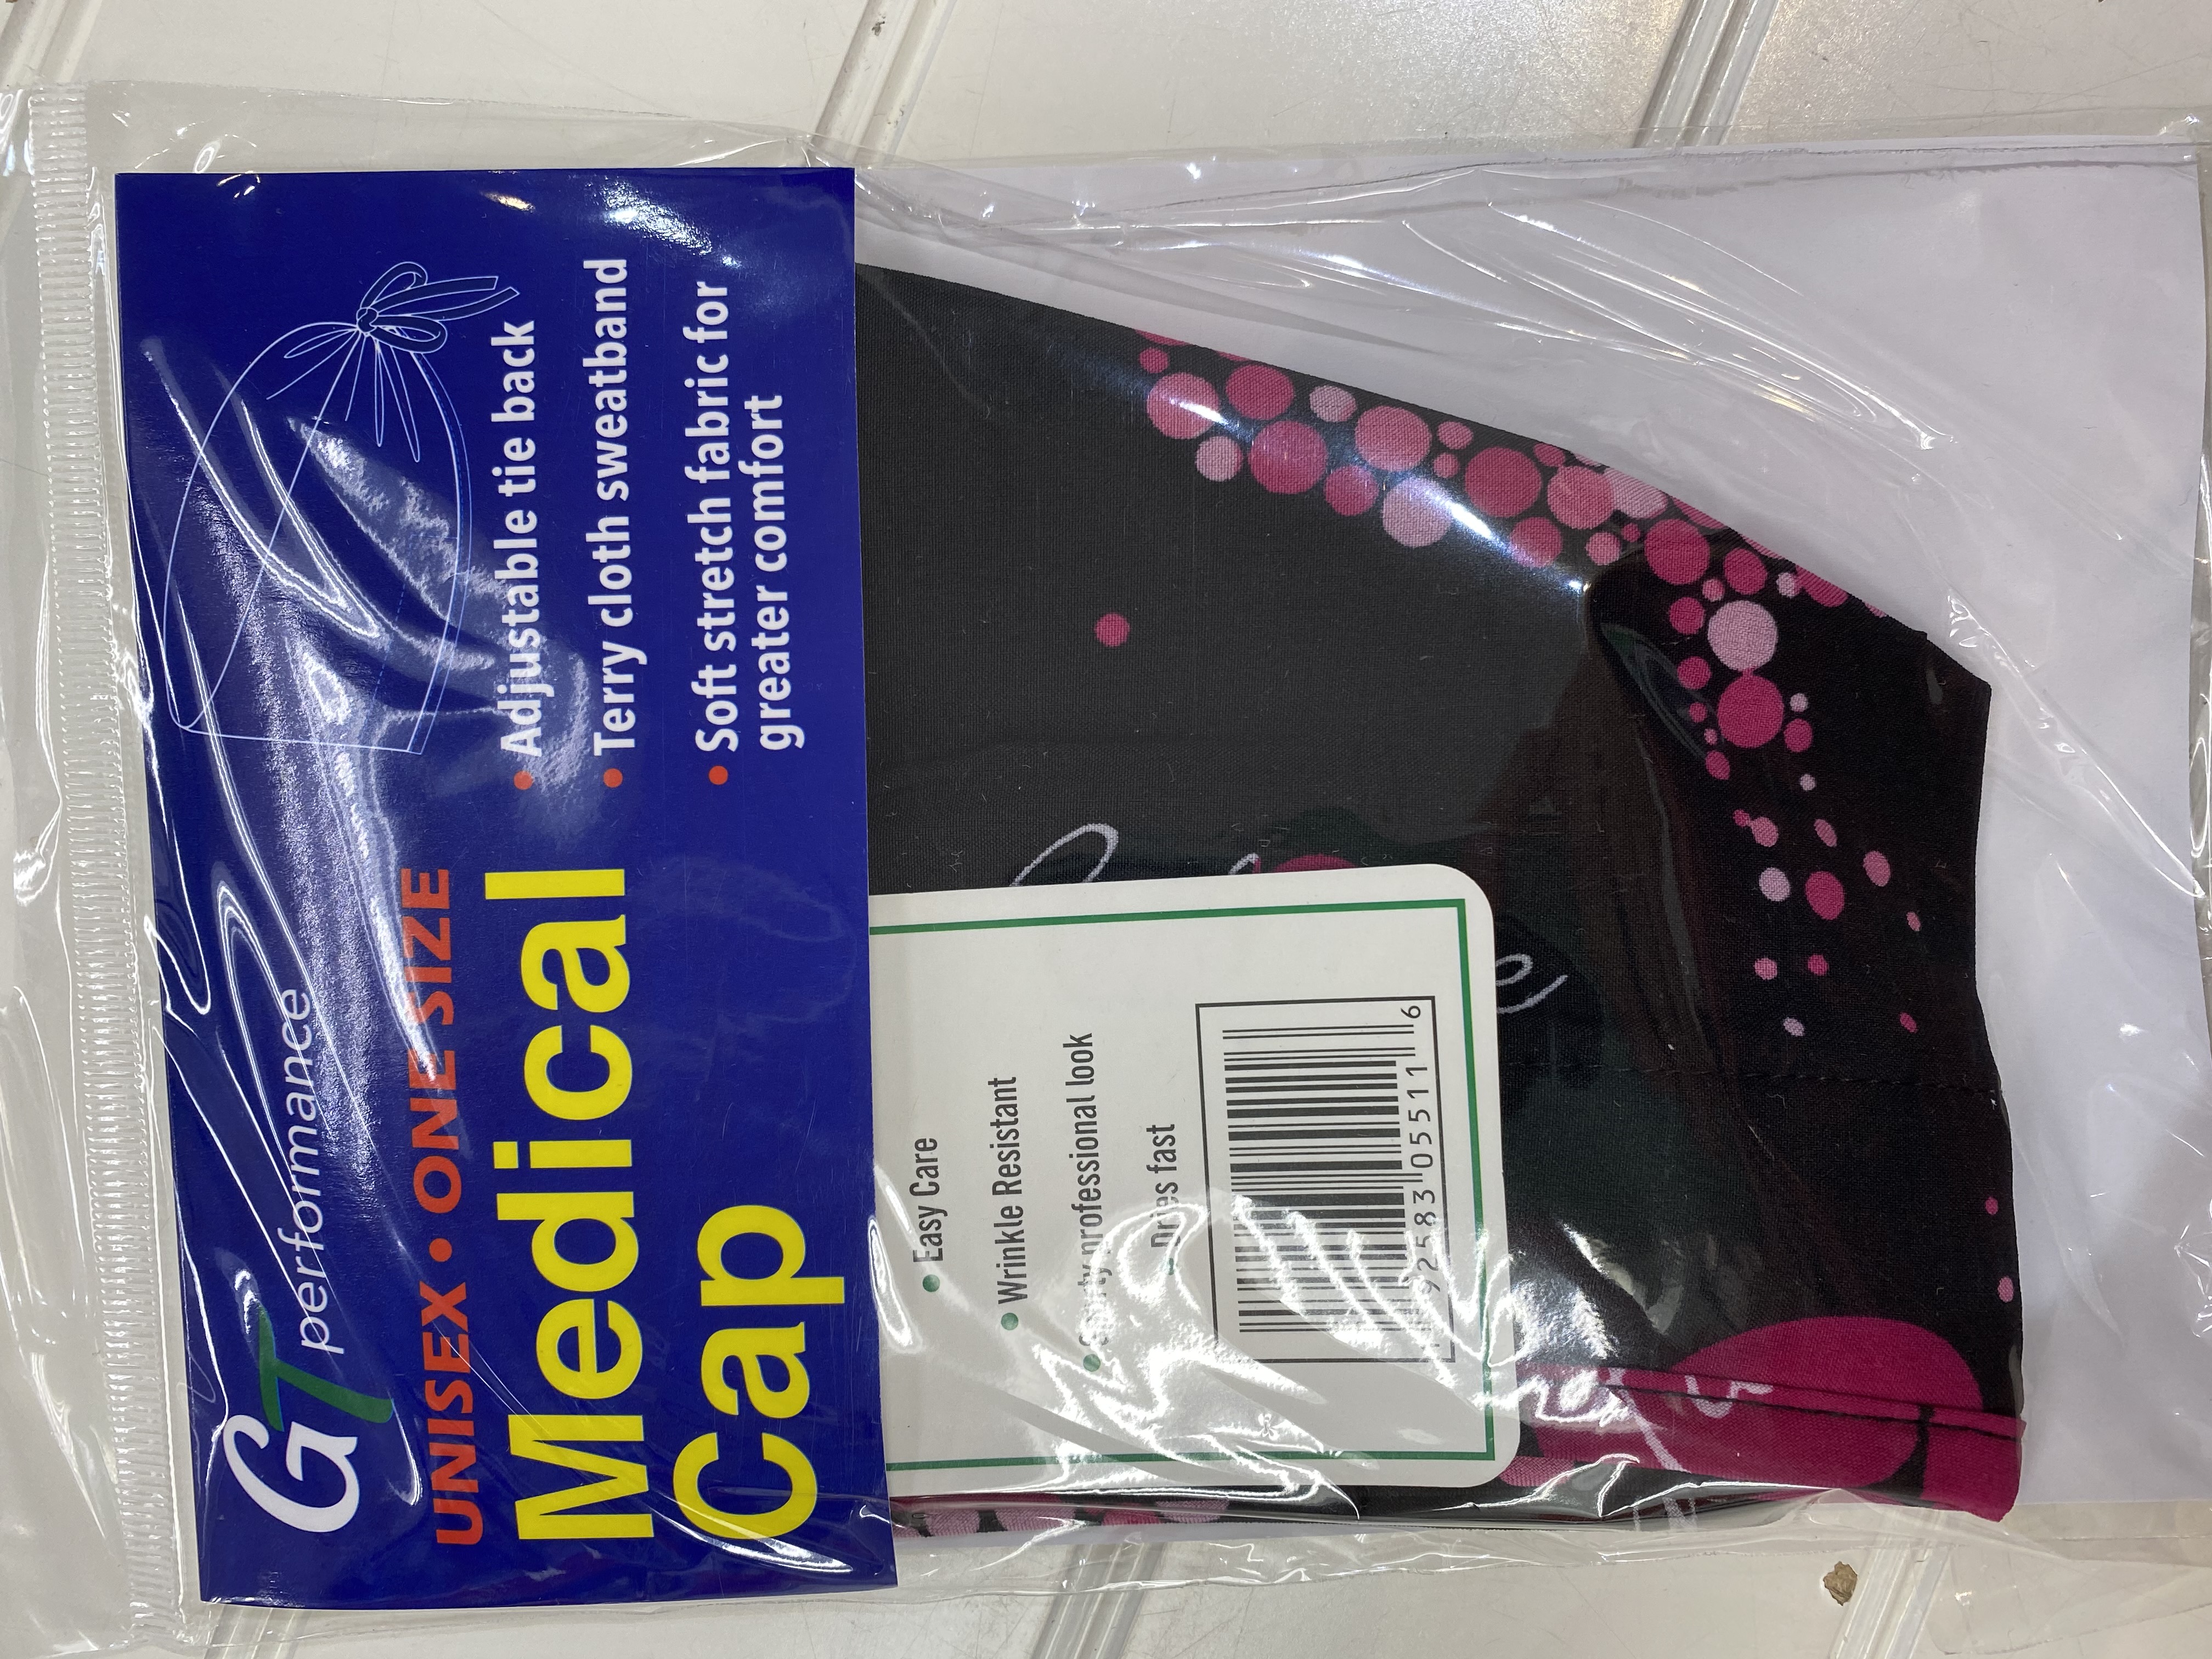 GT
performance
UNISEX • ONE SIZE
Medical
Cap
• Adjustable tie back
• Terry cloth sweatband
• Soft stretch fabric for
greater comfort
• Easy Care
• Wrinkle Resistant
professional look
• Dries fast
92583 05511 6